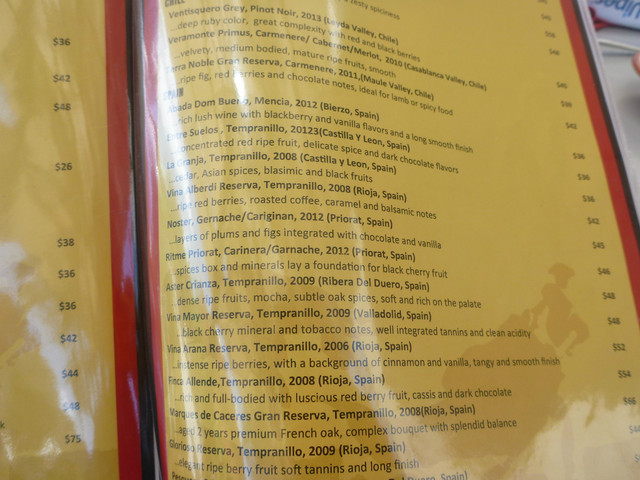 $36
$42
$48
$26
$38
$36
$36
$42
$44
$48
$75
zesty spiciness
CHILE
Ventisquero Grey, Pinot Noir, 2013 (Leyda Valley, Chile)
...deep ruby color, great complexity with red and black berries
Veramonte Primus, Carmenere/ Cabernet/Merlot, 2010 (Casablanca Valley, Chile)
...velvety, medium bodied, mature ripe fruits, smooth
Terra Noble Gran Reserva, Carmenere, 2011,(Maule Valley, Chile)
...ripe fig, red berries and chocolate notes, ideal for lamb or spicy food
SPAIN
Dom Bueno, Mencia, 2012 (Bierzo, Spain)
...rich lush wine with blackberry and vanilla flavors and a long smooth finish
Entre Suelos , Tempranillo, 20123(Castilla Y Leon, Spain)
...concentrated red ripe fruit, delicate spice and dark chocolate flavors
La Granja, Tempranillo, 2008 (Castilla y Leon, Spain)
...cedar, Asian spices, blasimic and black fruits
Vina Alberdi Reserva, Tempranillo, 2008 (Rioja, Spain)
...ripe red berries, roasted coffee, caramel and balsamic notes
Noster, Gernache/Cariginan, 2012 (Priorat, Spain)
...layers of plums and figs integrated with chocolate and vanilla
Ritme Priorat, Carinera/Garnache, 2012 (Priorat, Spain)
...spices box and minerals lay a foundation for black cherry fruit
Aster Crianza, Tempranillo, 2009 (Ribera Del Duero, Spain)
...dense ripe fruits, mocha, subtle oak spices, soft and rich on the palate
Vina Mayor Reserva, Tempranillo, 2009 (Valladolid, Spain)
...black cherry mineral and tobacco notes, well integrated tannins and clean acidity
Vina Arana Reserva, Tempranillo, 2006 (Rioja, Spain)
...instense ripe berries, with a background of cinnamon and vanilla, tangy and smooth finish
Finca Allende,Tempranillo, 2008 (Rioja, Spain)
...rich and full-bodied with luscious red berry fruit, cassis and dark chocolate
Marques de Caceres Gran Reserva, Tempranillo, 2008(Rioja, Spain)
...aged 2 years premium French oak, complex bouquet with splendid balance
Glorioso Reserva, Tempranillo, 2009 (Rioja, Spain)
...elegant ripe berry fruit soft tannins and long finish
$42
$36
$36
$36
$42
$45
$46
$48
$48
$52
$54